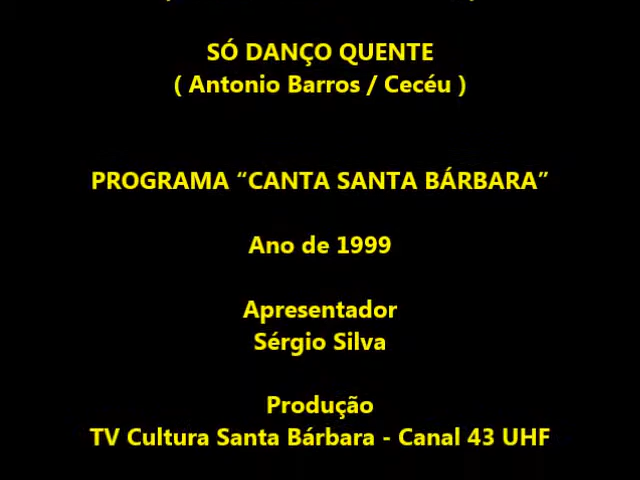 SÓ DANÇO QUENTE
( Antonio Barros / Cecéu )
PROGRAMA “CANTA SANTA BÁRBARA”
Ano de 1999
Apresentador
Sérgio Silva
Produção
TV Cultura Santa Bárbara - Canal 43 UHF